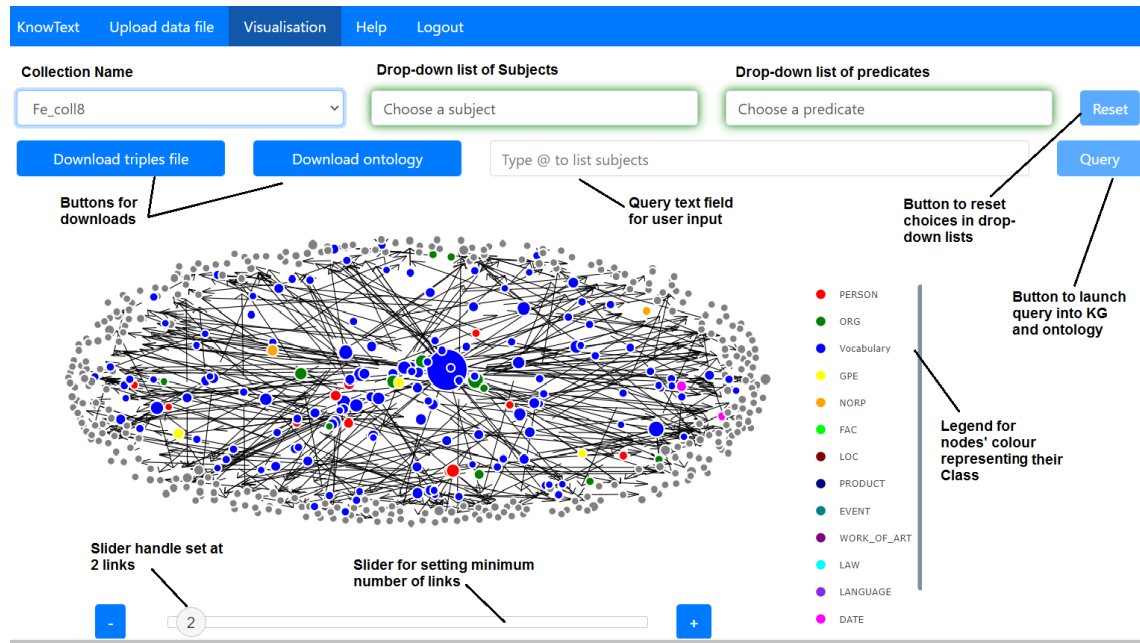 KnowText Upload data file Visualisation Help Logout
Collection Name
Drop-down list of Subjects
Drop-down list of predicates
Fe_coll8
Choose a subject
Choose a predicate
Reset
Download triples file
Download ontology
Type @ to list subjects
Query
Buttons for
downloads
Query text field
for user input
Button to reset
choices in drop-
down lists
Button to launch
query into KG
and ontology
PERSON
ORG
Vocabulary
GPE
NORP
FAC
LOC
PRODUCT
EVENT
WORK_OF_ART
LAW
LANGUAGE
DATE
Legend for
nodes' colour
representing their
Class
Slider handle set at
2 links
Slider for setting minimum
number of links
-
2
+